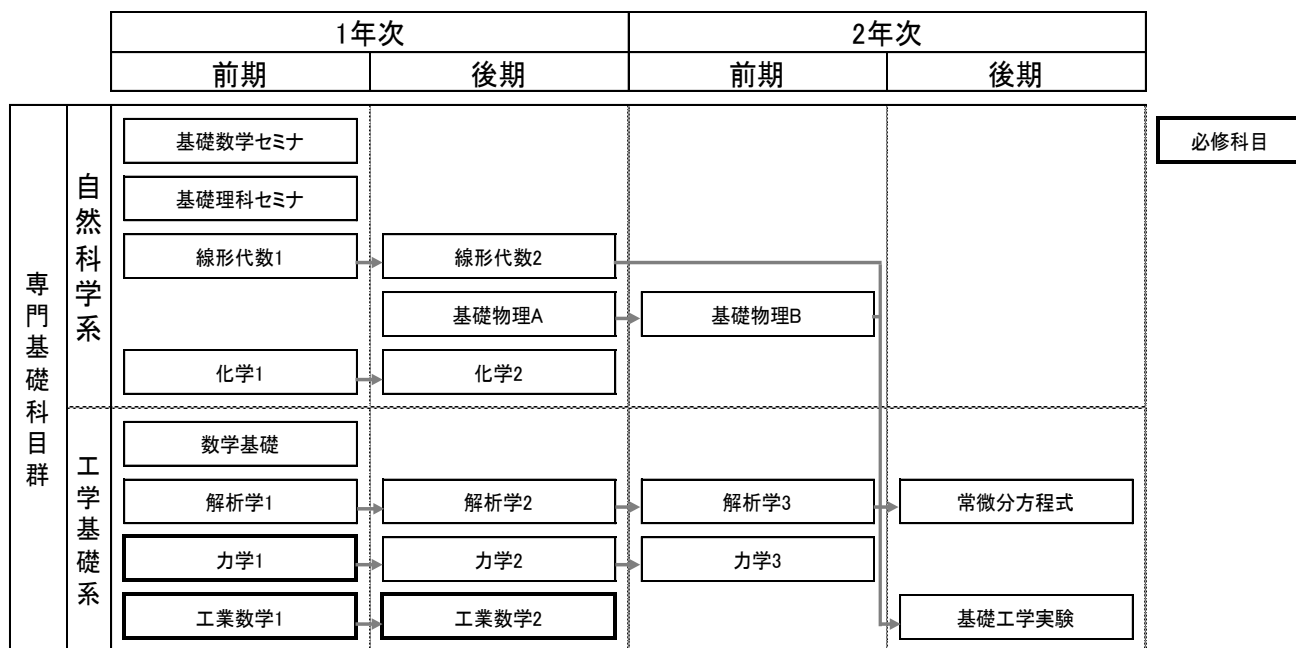 1年次
2年次
前期
後期
前期
後期
専門基礎科目群
自然科学系
基礎数学セミナ
必修科目
基礎理科セミナ
線形代数1
線形代数2
基礎物理A
基礎物理B
化学1
化学2
工学基礎系
数学基礎
解析学1
解析学2
解析学3
常微分方程式
力学1
力学2
力学3
工業数学1
工業数学2
基礎工学実験